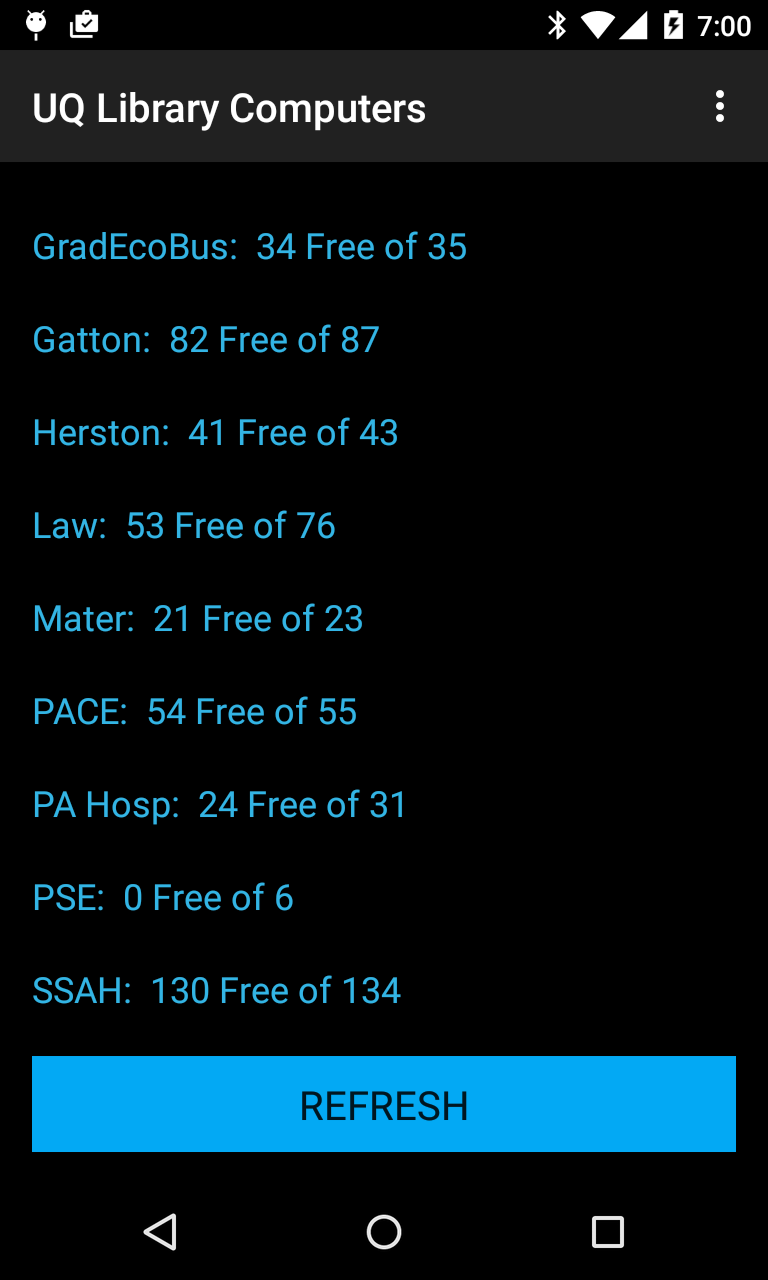 7:00
UQ Library Computers
GradEcoBus: 34 Free of 35
Gatton: 82 Free of 87
Herston: 41 Free of 43
Law: 53 Free of 76
Mater: 21 Free of 23
PACE: 54 Free of 55
PA Hosp: 24 Free of 31
PSE: 0 Free of 6
SSAH: 130 Free of 134
REFRESH